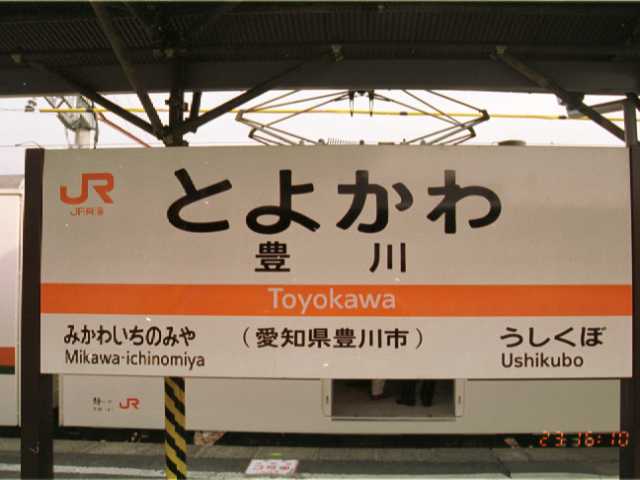 JR
JR東海
とよかわ
豊川
Toyokawa
みかわいちのみや
Mikawa-ichinomiya
（愛知県豊川市）
うしくぼ
Ushikubo
JR
23. 16:10